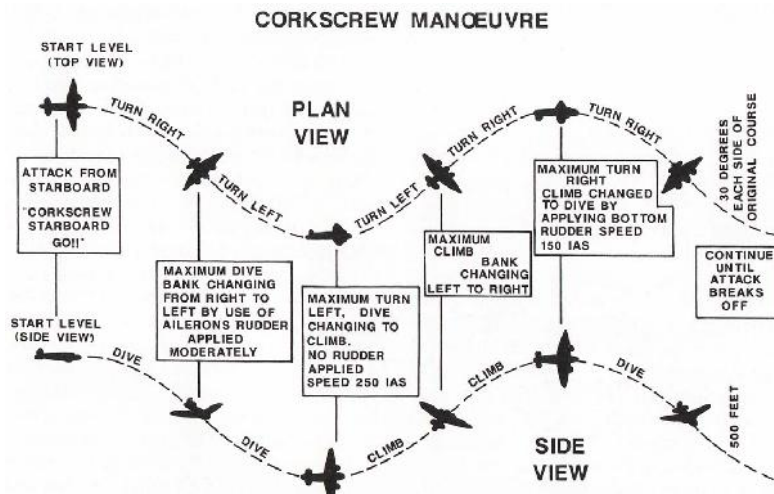 CORKSCREW MANŒUVRE
START LEVEL
(TOP VIEW)
TURN RIGHT
PLAN
VIEW
TURN RIGHT
TURN RIGHT
30 DEGREES
EACH SIDE OF
ORIGINAL COURSE
ATTACK FROM
STARBOARD
"CORKSCREW
STARBOARD
GO!!"
TURN LEFT
TURN LEFT
MAXIMUM TURN
RIGHT
CLIMB CHANGED
TO DIVE BY
APPLYING BOTTOM
RUDDER SPEED
150 IAS
MAXIMUM
CLIMB
BANK
CHANGING
LEFT TO RIGHT
CONTINUE
UNTIL
ATTACK
BREAKS
OFF
MAXIMUM DIVE
BANK CHANGING
FROM RIGHT TO
LEFT BY USE OF
AILERONS RUDDER
APPLIED
MODERATELY
MAXIMUM TURN
LEFT, DIVE
CHANGING TO
CLIMB.
NO RUDDER
APPLIED
SPEED 250 IAS
START LEVEL
(SIDE VIEW)
DIVE
DIVE
CLIMB
CLIMB
DIVE
SIDE
VIEW
500 FEET